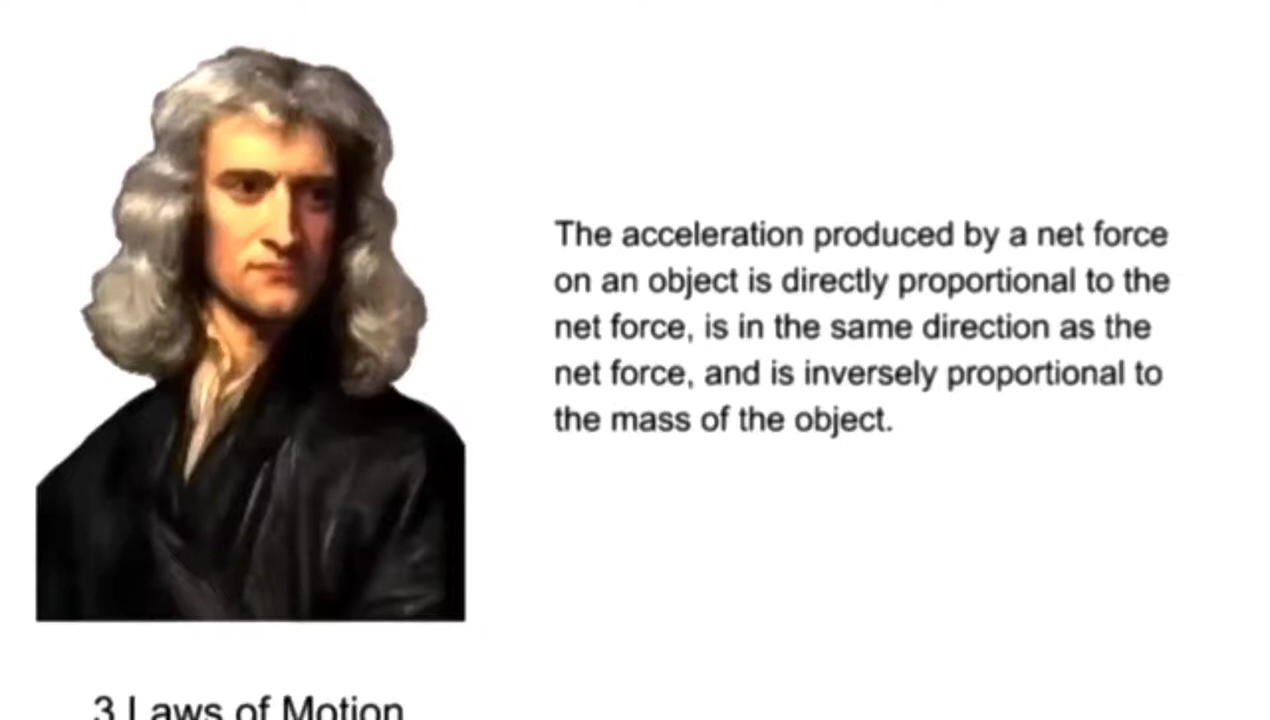 The acceleration produced by a net force
on an object is directly proportional to the
net force, is in the same direction as the
net force, and is inversely proportional to
the mass of the object.
3 Laws of Motion